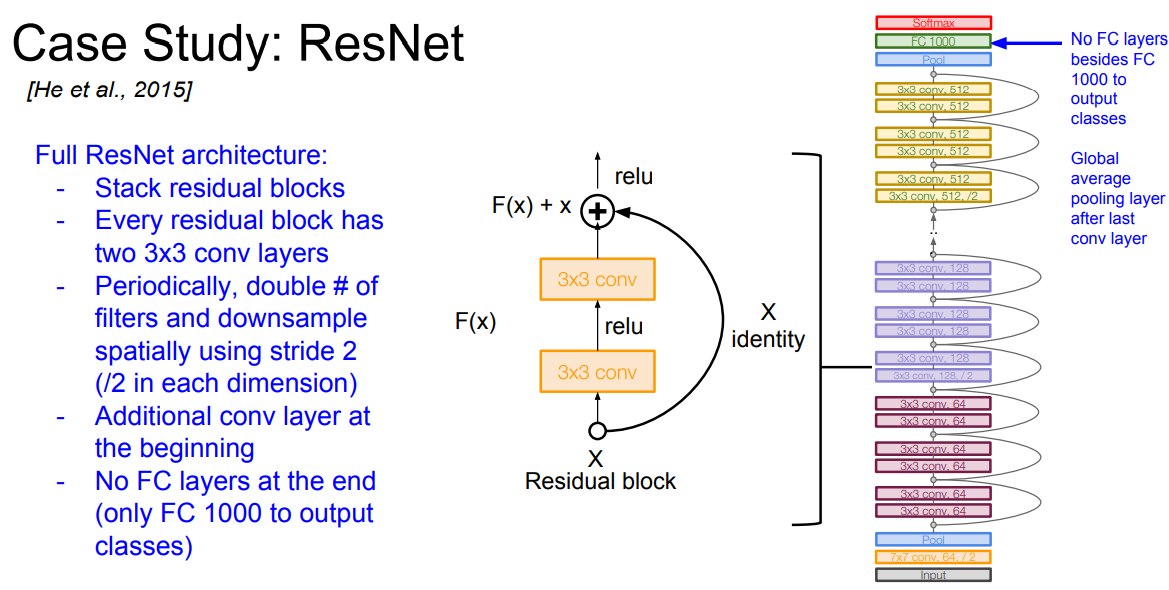 Case Study: ResNet
[He et al., 2015]
Full ResNet architecture:
- Stack residual blocks
- Every residual block has
two 3x3 conv layers
- Periodically, double # of
filters and downsample
spatially using stride 2
(/2 in each dimension)
- Additional conv layer at
the beginning
- No FC layers at the end
(only FC 1000 to output
classes)
relu
F(x) + x
3x3 conv
F(x)
relu
3x3 conv
X
identity
X
Residual block
Softmax
FC 1000
Pool
3x3 conv, 512
3x3 conv, 512
3x3 conv, 512
3x3 conv, 512
3x3 conv, 512
3x3 conv, 512, /2
..
3x3 conv, 128
3x3 conv, 128
3x3 conv, 128
3x3 conv, 128
3x3 conv, 128
3x3 conv, 128, / 2
3x3 conv, 64
3x3 conv, 64
3x3 conv, 64
3x3 conv, 64
3x3 conv, 64
3x3 conv, 64
Pool
7x7 conv, 64, / 2
Input
No FC layers
besides FC
1000 to
output
classes
Global
average
pooling layer
after last
conv layer